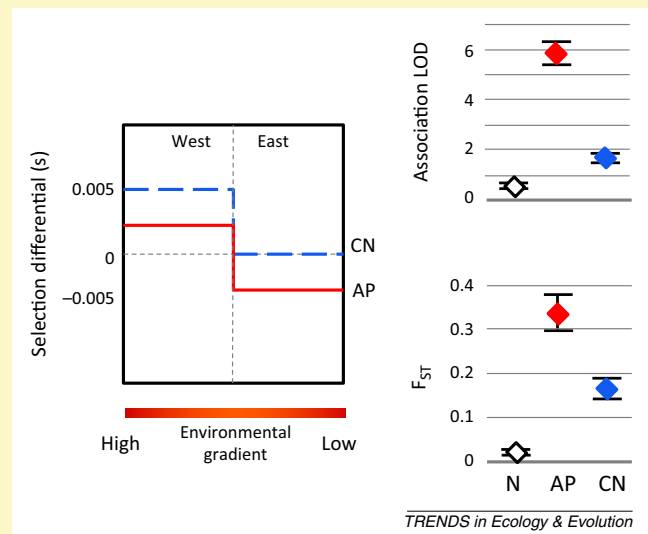 West East
Selection differential (s)
0.005
0
−0.005
CN
AP
High Environmental gradient Low
Association LOD
6
4
2
0
F_ST
0.4
0.3
0.2
0.1
0
N AP CN
TRENDS in Ecology & Evolution